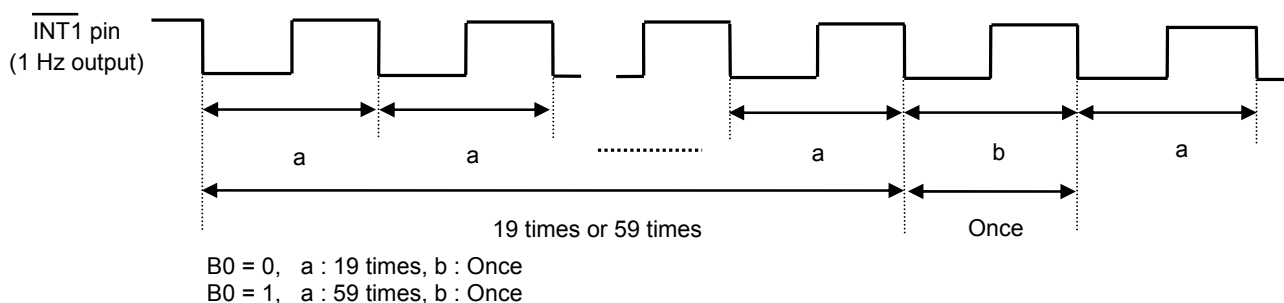 INT1 pin
(1 Hz output)
a
a
a
b
a
19 times or 59 times
Once
B0 = 0, a : 19 times, b : Once
B0 = 1, a : 59 times, b : Once